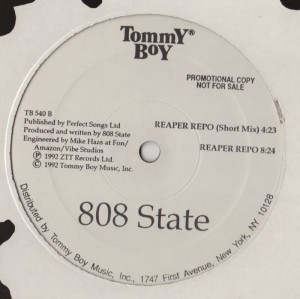 Tommy®
Boy
PROMOTIONAL COPY
NOT FOR SALE
TB 540 B
Published by Perfect Songs Ltd
Produced and written by 808 State
Engineered by Mike Haas at Fon/
Amazon/Vibe Studios
℗ 1992 ZTT Records Ltd.
© 1992 Tommy Boy Music, Inc.
REAPER REPO (Short Mix) 4:23
REAPER REPO 8:24
808 State
Distributed by Tommy Boy Music, Inc., 1747 First Avenue, New York, NY 10128